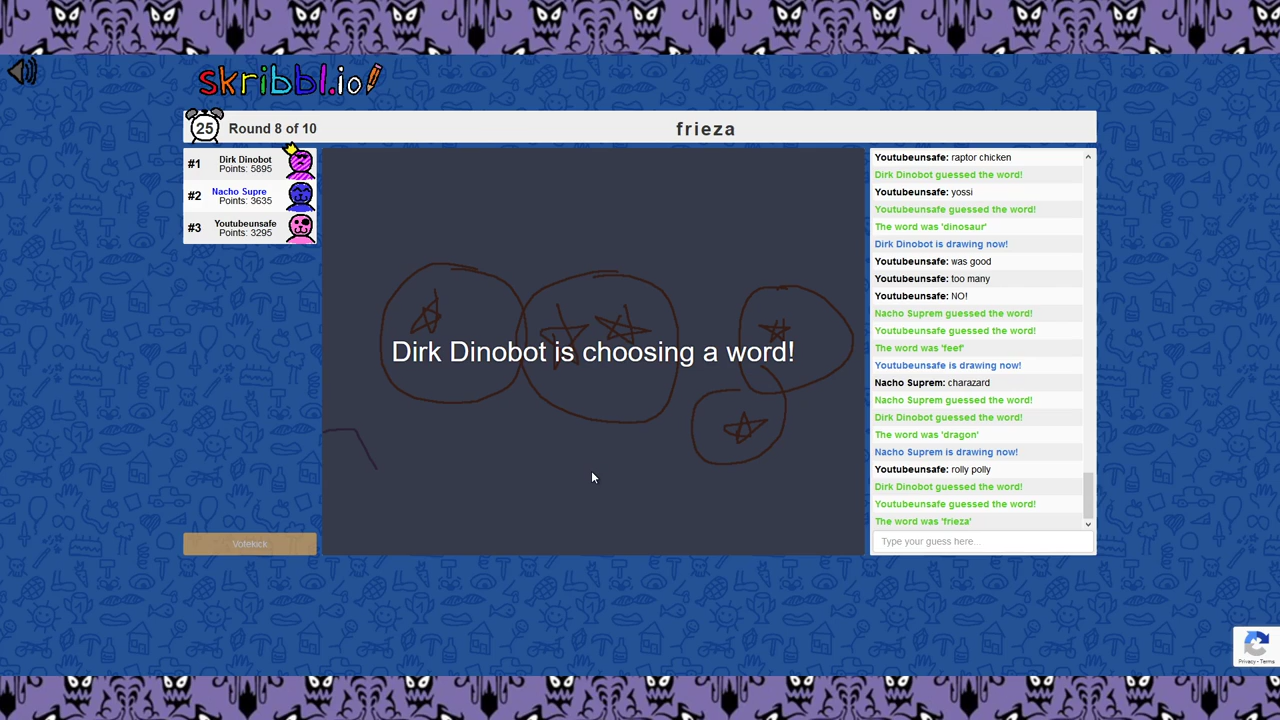 skribbl.io
25
Round 8 of 10
frieza
#1
Dirk Dinobot
Points: 5895
#2
Nacho Supre
Points: 3635
#3
Youtubeunsafe
Points: 3295
Votekick
Dirk Dinobot is choosing a word!
Youtubeunsafe: raptor chicken
Dirk Dinobot guessed the word!
Youtubeunsafe: yossi
Youtubeunsafe guessed the word!
The word was 'dinosaur'
Dirk Dinobot is drawing now!
Youtubeunsafe: was good
Youtubeunsafe: too many
Youtubeunsafe: NO!
Nacho Suprem guessed the word!
Youtubeunsafe guessed the word!
The word was 'feef'
Youtubeunsafe is drawing now!
Nacho Suprem: charazard
Nacho Suprem guessed the word!
Dirk Dinobot guessed the word!
The word was 'dragon'
Nacho Suprem is drawing now!
Youtubeunsafe: rolly polly
Dirk Dinobot guessed the word!
Youtubeunsafe guessed the word!
The word was 'frieza'
Type your guess here...
Privacy - Terms